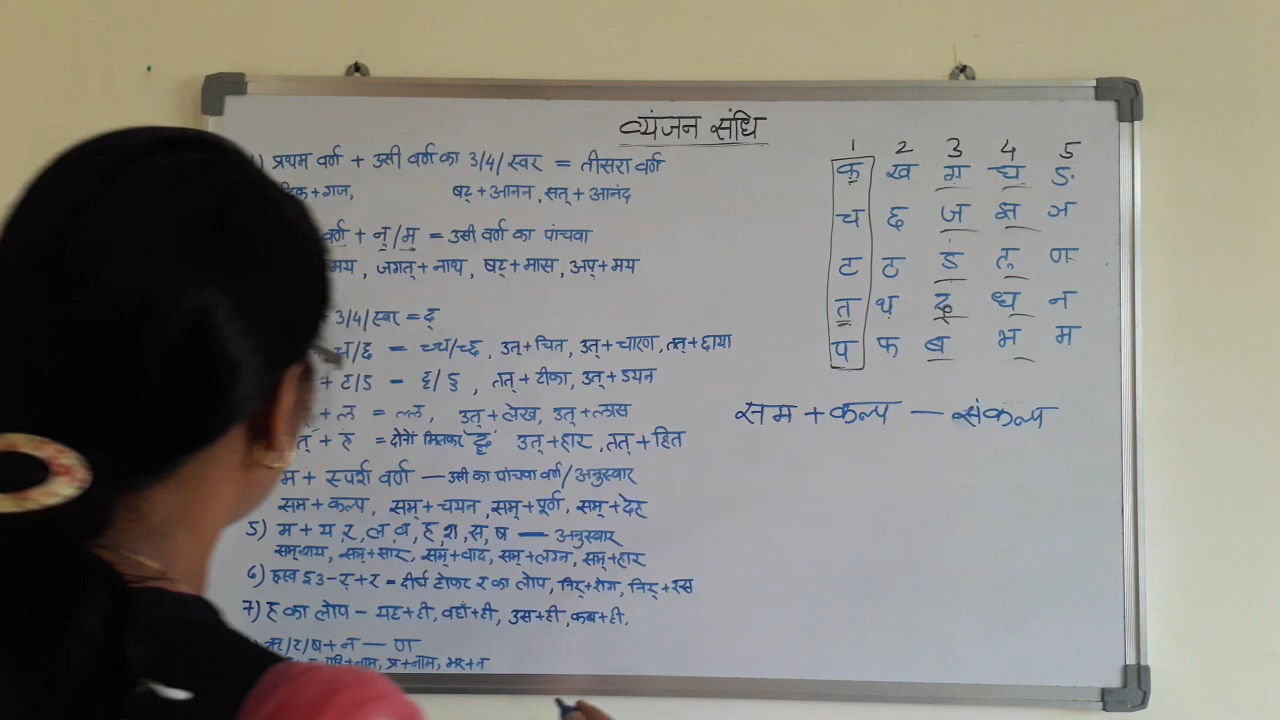 व्यंजन संधि
1) प्रथम वर्ण + उसी वर्ण का 3/4/स्वर = तीसरा वर्ण
दिक+गज, षट् + आनन, सत् + आनंद
वर्ण + न्/म् = उसी वर्ण का पांचवा
मय, जगत् + नाथ, षट् + मास, अप् + मय
3/4/स्वर = द्
च/छ = च्च/च्छ, उत् + चित, उत् + चारण, तत् + छाया
+ ट/ड - ट्ट/ड्ड, तत् + टीका, उत् + डयन
+ ल = ल्ल, उत् + लेख, उत् + लास
त् + ह = दोनों मिलकर द्ध उत् + हार, तत् + हित
म + स्पर्श वर्ण — उसी का पांचवा वर्ण/अनुस्वार
सम + कल्प, सम् + चयन, सम् + पूर्ण, सम् + देह
5) म + य, र, ल, व, ह, श, स, ष — अनुस्वार
सम्+सार, सम् + वाद, सम् + लग्न, सम् + हार
6) ह्रस्व इ उ - र् + र = दीर्घ होकर र का लोप, निर् + रोग, निर् + रस
7) ह का लोप - यह + ही, वहाँ + ही, उस + ही, कब + ही.
ऋ/र/ष + न — ण
परि + नाम, प्र + नाम, भर + न
1 2 3 4 5
क ख ग घ ङ
च छ ज झ ञ
ट ठ ड ढ ण
त थ द ध न
प फ ब भ म
सम + कल्प — संकल्प